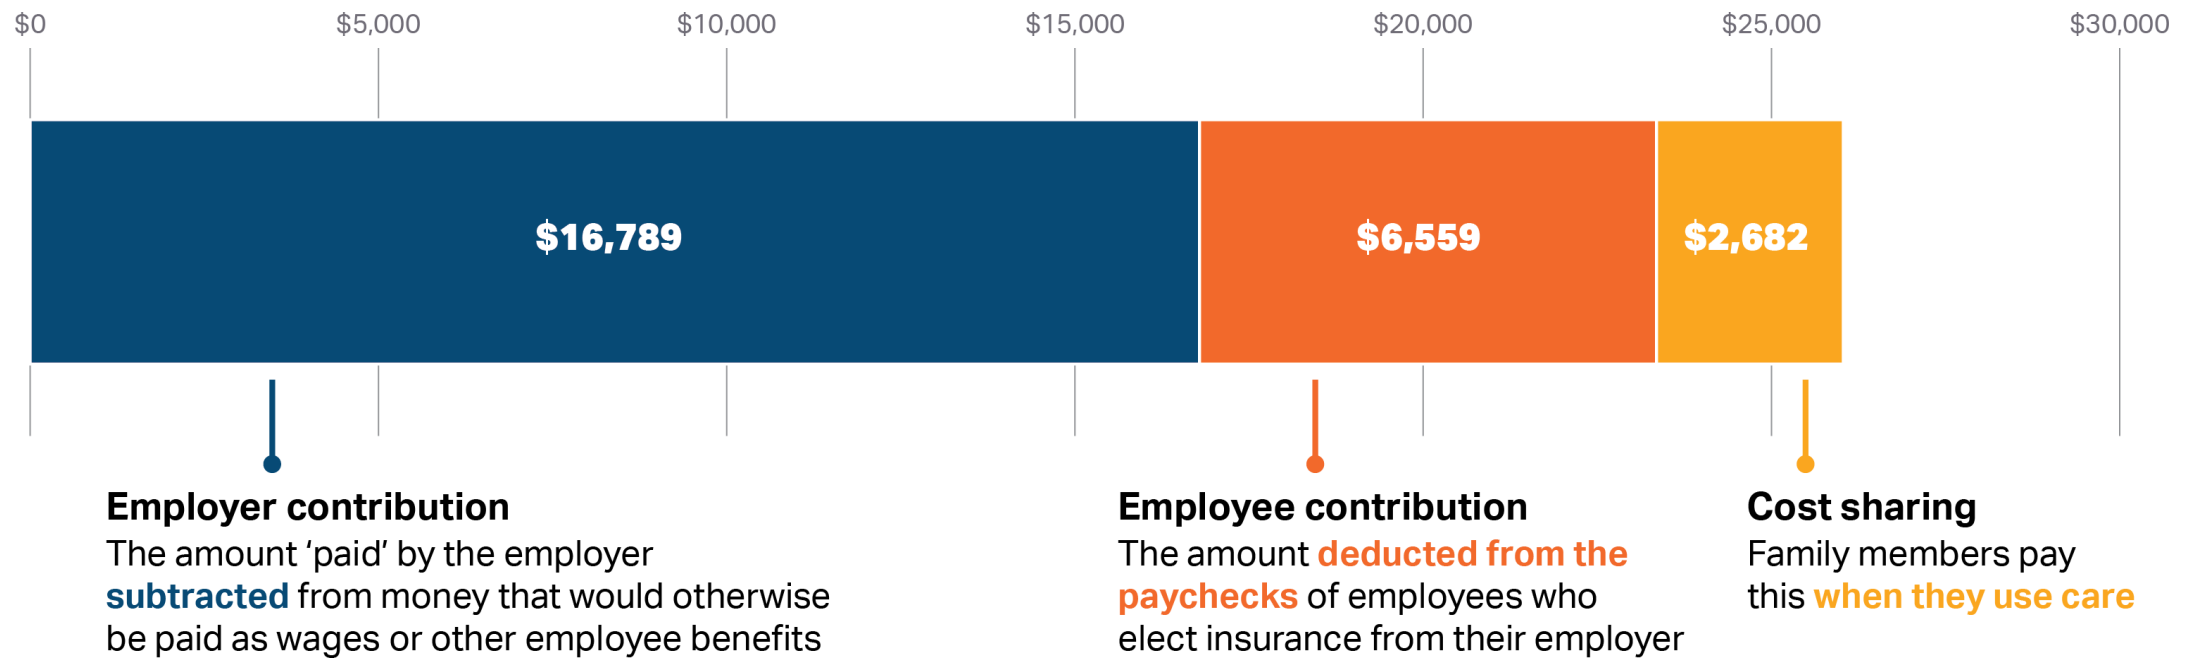 $0 $5,000 $10,000 $15,000 $20,000 $25,000 $30,000
$16,789 $6,559 $2,682
Employer contribution
The amount ‘paid’ by the employer
subtracted from money that would otherwise
be paid as wages or other employee benefits
Employee contribution
The amount deducted from the
paychecks of employees who
elect insurance from their employer
Cost sharing
Family members pay
this when they use care